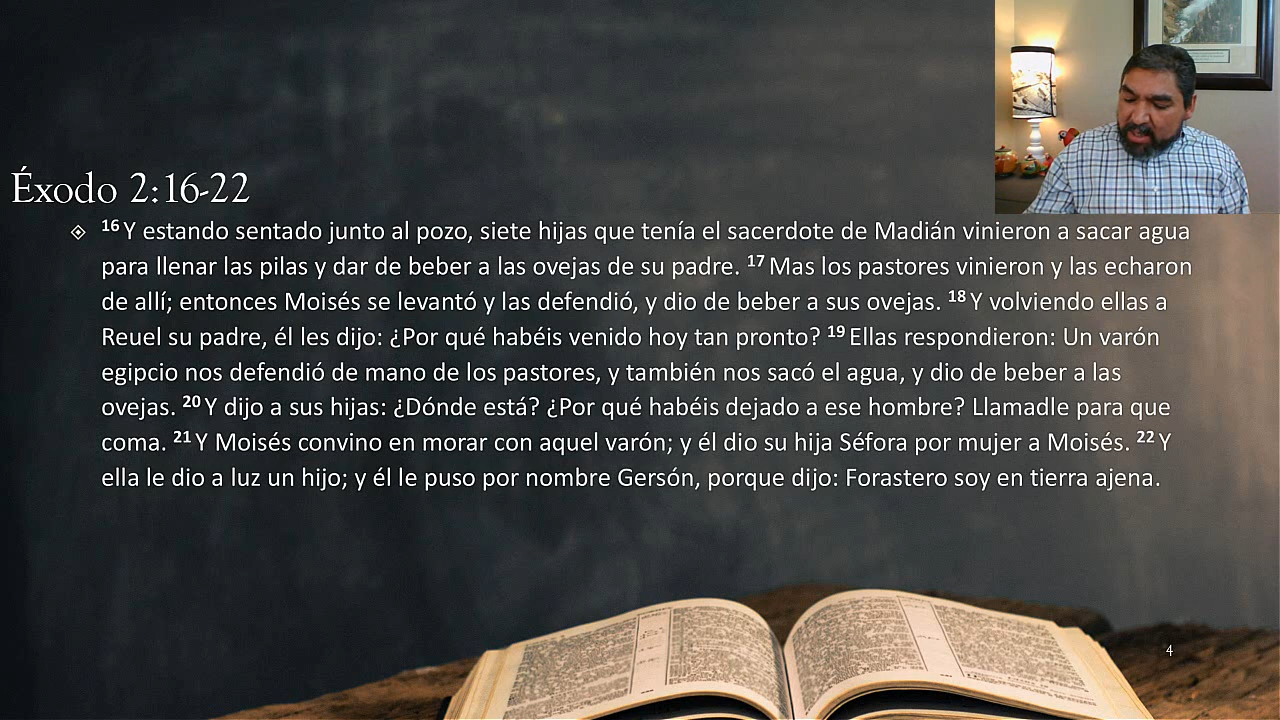 Éxodo 2:16-22
16 Y estando sentado junto al pozo, siete hijas que tenía el sacerdote de Madián vinieron a sacar agua
para llenar las pilas y dar de beber a las ovejas de su padre. 17 Mas los pastores vinieron y las echaron
de allí; entonces Moisés se levantó y las defendió, y dio de beber a sus ovejas. 18 Y volviendo ellas a
Reuel su padre, él les dijo: ¿Por qué habéis venido hoy tan pronto? 19 Ellas respondieron: Un varón
egipcio nos defendió de mano de los pastores, y también nos sacó el agua, y dio de beber a las
ovejas. 20 Y dijo a sus hijas: ¿Dónde está? ¿Por qué habéis dejado a ese hombre? Llamadle para que
coma. 21 Y Moisés convino en morar con aquel varón; y él dio su hija Séfora por mujer a Moisés. 22 Y
ella le dio a luz un hijo; y él le puso por nombre Gersón, porque dijo: Forastero soy en tierra ajena.
4